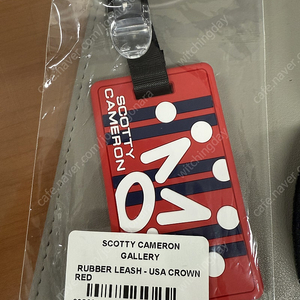 SCOTTY
CAMERON
SCOTTY CAMERON
GALLERY
RUBBER LEASH - USA CROWN
RED